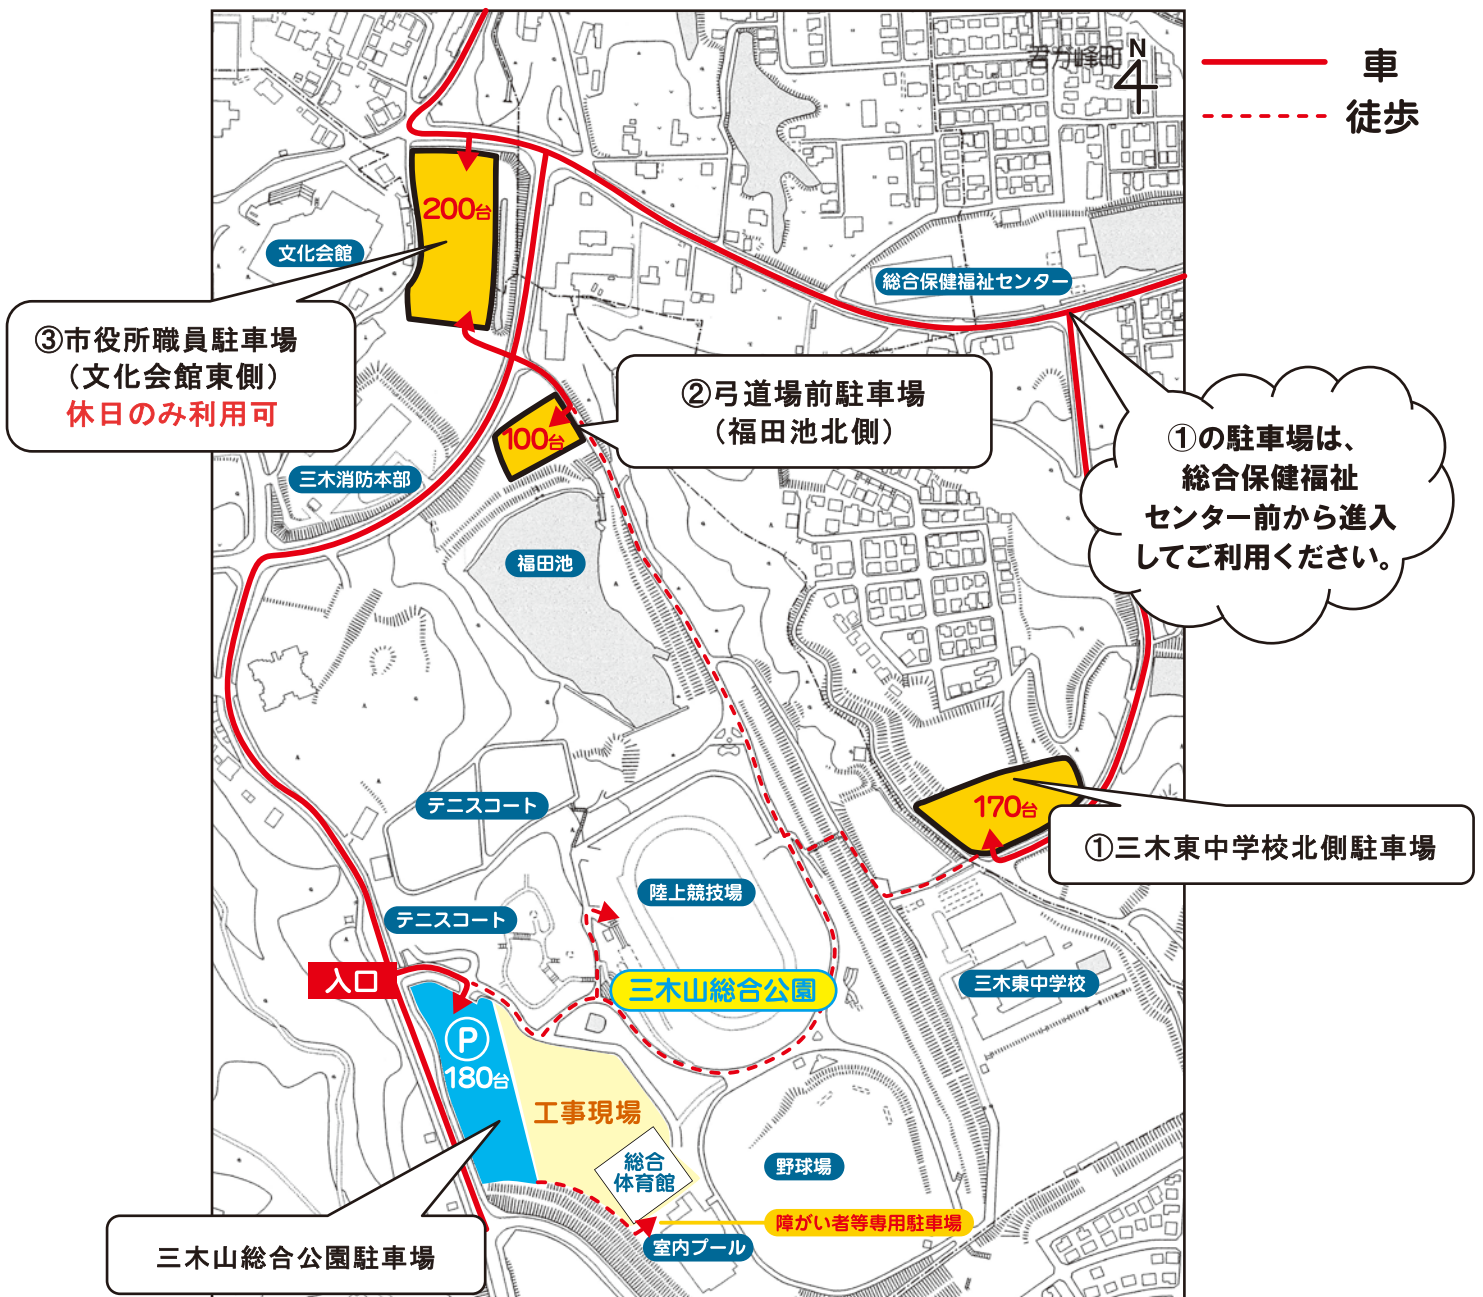 君が峰町
N
車
徒歩
200台
文化会館
総合保健福祉センター
③市役所職員駐車場
（文化会館東側）
休日のみ利用可
②弓道場前駐車場
（福田池北側）
100台
①の駐車場は、
総合保健福祉
センター前から進入
してご利用ください。
三木消防本部
福田池
テニスコート
170台
①三木東中学校北側駐車場
陸上競技場
テニスコート
入口
三木山総合公園
三木東中学校
P
180台
工事現場
総合
体育館
野球場
障がい者等専用駐車場
室内プール
三木山総合公園駐車場